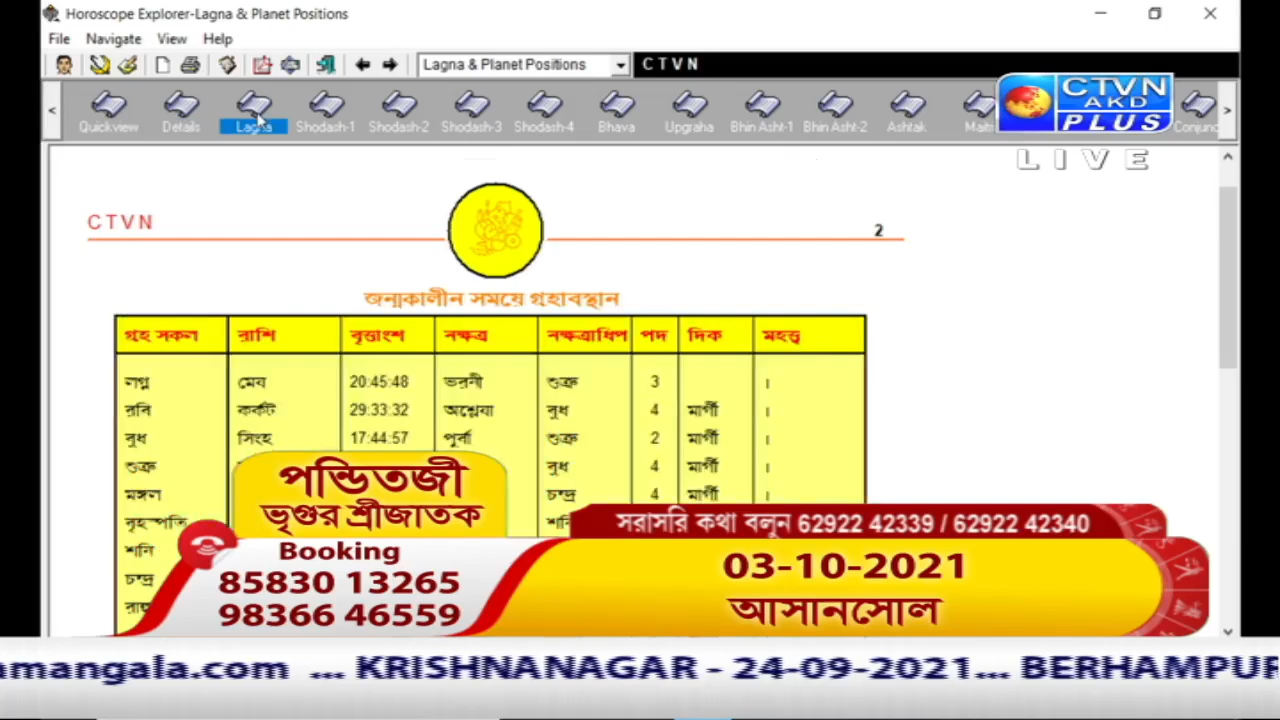 Horoscope Explorer-Lagna & Planet Positions
File Navigate View Help
Lagna & Planet Positions CTVN
Quickview Details Lagna Shodash-1 Shodash-2 Shodash-3 Shodash-4 Bhava Upgraha Bhin Asht-1 Bhin Asht-2 Ashtak
CTVN
AKD
PLUS
LIVE
CTVN
2
জন্মকালীন সময়ে গ্রহাবস্থান
গ্রহ সকল রাশি বৃত্তাংশ নক্ষত্র নক্ষত্রাধিপ পদ দিক মহত্ত্ব
লগ্ন মেষ 20:45:48 ভরনী শুক্র 3 ।
রবি কর্কট 29:33:32 অশ্লেষা বুধ 4 মার্গী ।
বুধ সিংহ 17:44:57 পুর্বা শুক্র 2 মার্গী ।
শুক্র বুধ 4 মার্গী ।
মঙ্গল চন্দ্র 4 মার্গী ।
বৃহস্পতি
শনি
চন্দ্র
পন্ডিতজী
ভৃগুর শ্রীজাতক
Booking
85830 13265
98366 46559
সরাসরি কথা বলুন 62922 42339 / 62922 42340
03-10-2021
আসানসোল
amangala.com ... KRISHNANAGAR - 24-09-2021... BERHAMPUR